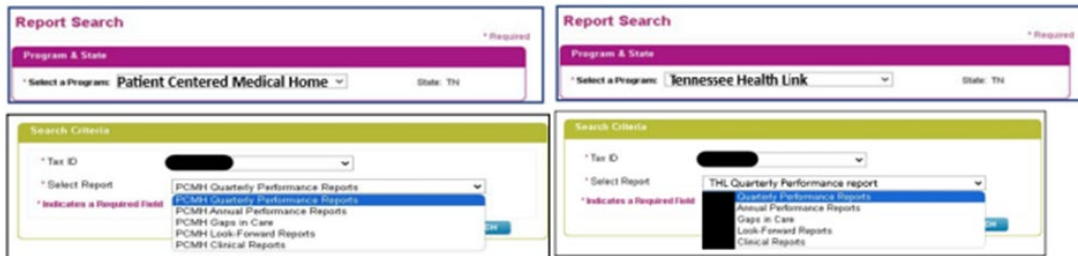 Report Search
* Required
Program & State
* Select a Program: Patient Centered Medical Home State: TN
Search Criteria
* Tax ID
* Select Report PCMH Quarterly Performance Reports
* Indicates a Required Field
PCMH Quarterly Performance Reports
PCMH Annual Performance Reports
PCMH Gaps in Care
PCMH Look-Forward Reports
PCMH Clinical Reports
Report Search
* Required
Program & State
* Select a Program: Tennessee Health Link State: TN
Search Criteria
* Tax ID
* Select Report THL Quarterly Performance report
* Indicates a Required Field
Quarterly Performance Reports
Annual Performance Reports
Gaps in Care
Look-Forward Reports
Clinical Reports